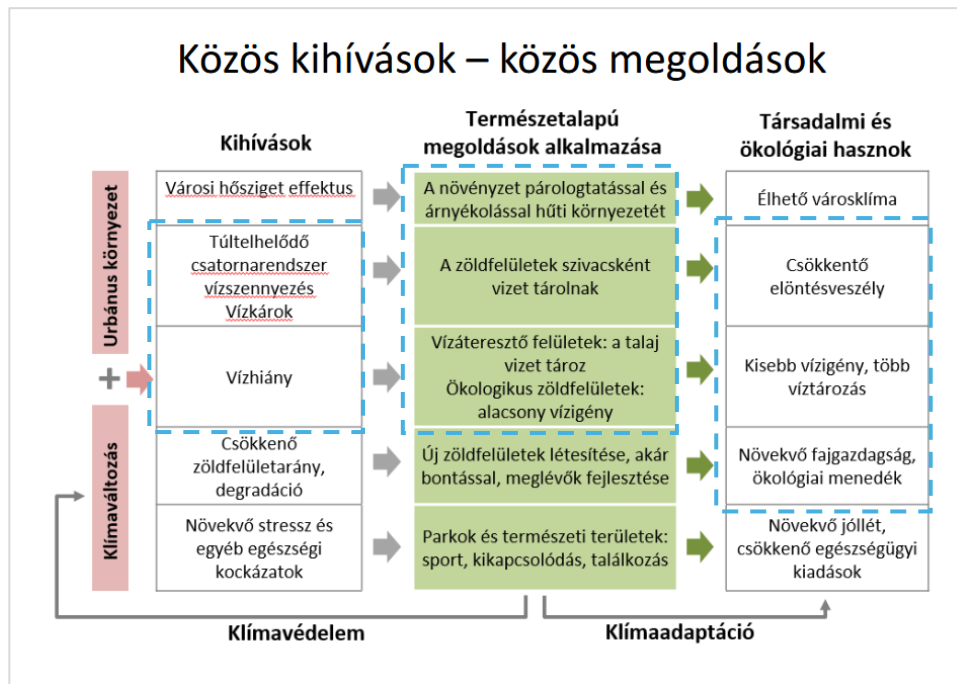 Közös kihívások – közös megoldások
Kihívások
Természetalapú
megoldások alkalmazása
Társadalmi és
ökológiai hasznok
Urbánus környezet
+
Klímaváltozás
Városi hősziget effektus
A növényzet párologtatással és
árnyékolással hűti környezetét
Élhető városklíma
Túltelhelődő
csatornarendszer
vízszennyezés
Vízkárok
A zöldfelületek szivacsként
vizet tárolnak
Csökkentő
elöntésveszély
Vízhiány
Vízáteresztő felületek: a talaj
vizet tároz
Ökologikus zöldfelületek:
alacsony vízigény
Kisebb vízigény, több
víztározás
Csökkenő
zöldfelületarány,
degradáció
Új zöldfelületek létesítése, akár
bontással, meglévők fejlesztése
Növekvő fajgazdagság,
ökológiai menedék
Növekvő stressz és
egyéb egészségi
kockázatok
Parkok és természeti területek:
sport, kikapcsolódás, találkozás
Növekvő jóllét,
csökkenő egészségügyi
kiadások
Klímavédelem
Klímaadaptáció